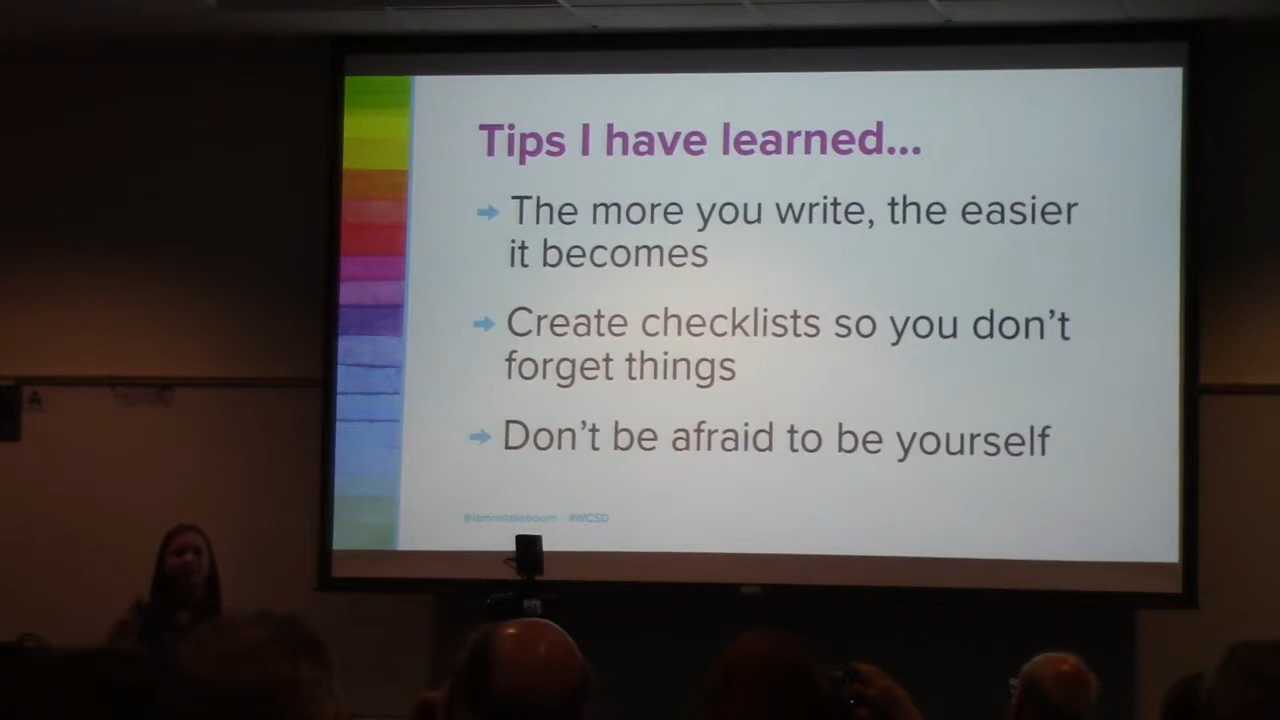 Tips I have learned...
The more you write, the easier
it becomes
Create checklists so you don't
forget things
Don't be afraid to be yourself
#WCSD
A